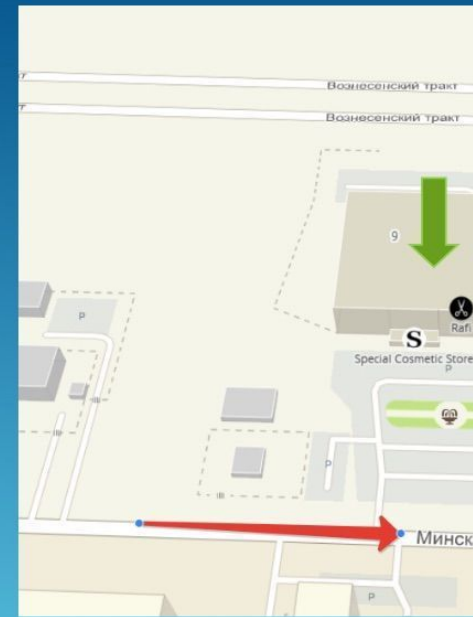 Вознесенский тракт
Вознесенский тракт
9
P
Rafi
S
Special Cosmetic Store
P
P
Минск
P